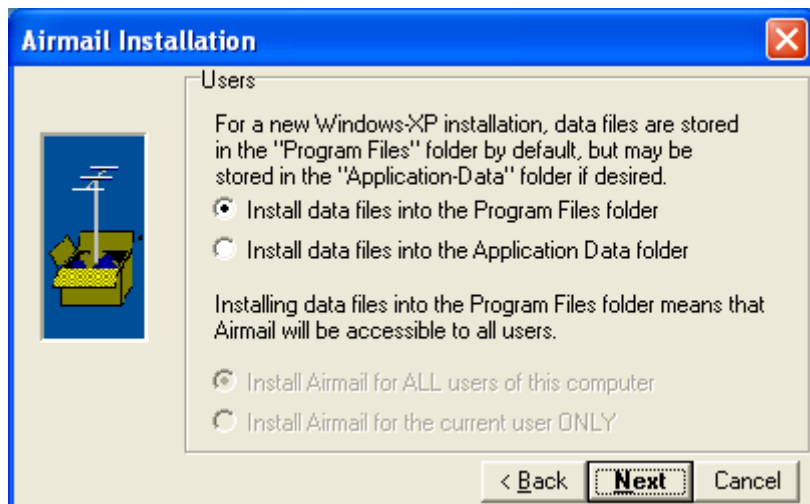 Airmail Installation
Users
For a new Windows-XP installation, data files are stored
in the "Program Files" folder by default, but may be
stored in the "Application-Data" folder if desired.
Install data files into the Program Files folder
Install data files into the Application Data folder
Installing data files into the Program Files folder means that
Airmail will be accessible to all users.
Install Airmail for ALL users of this computer
Install Airmail for the current user ONLY
< Back Next Cancel